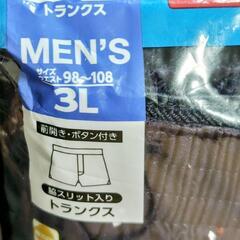 トランクス
MEN'S
サイズ
ウエスト 98~108
3L
前開き・ボタン付き
脇スリット入り
トランクス